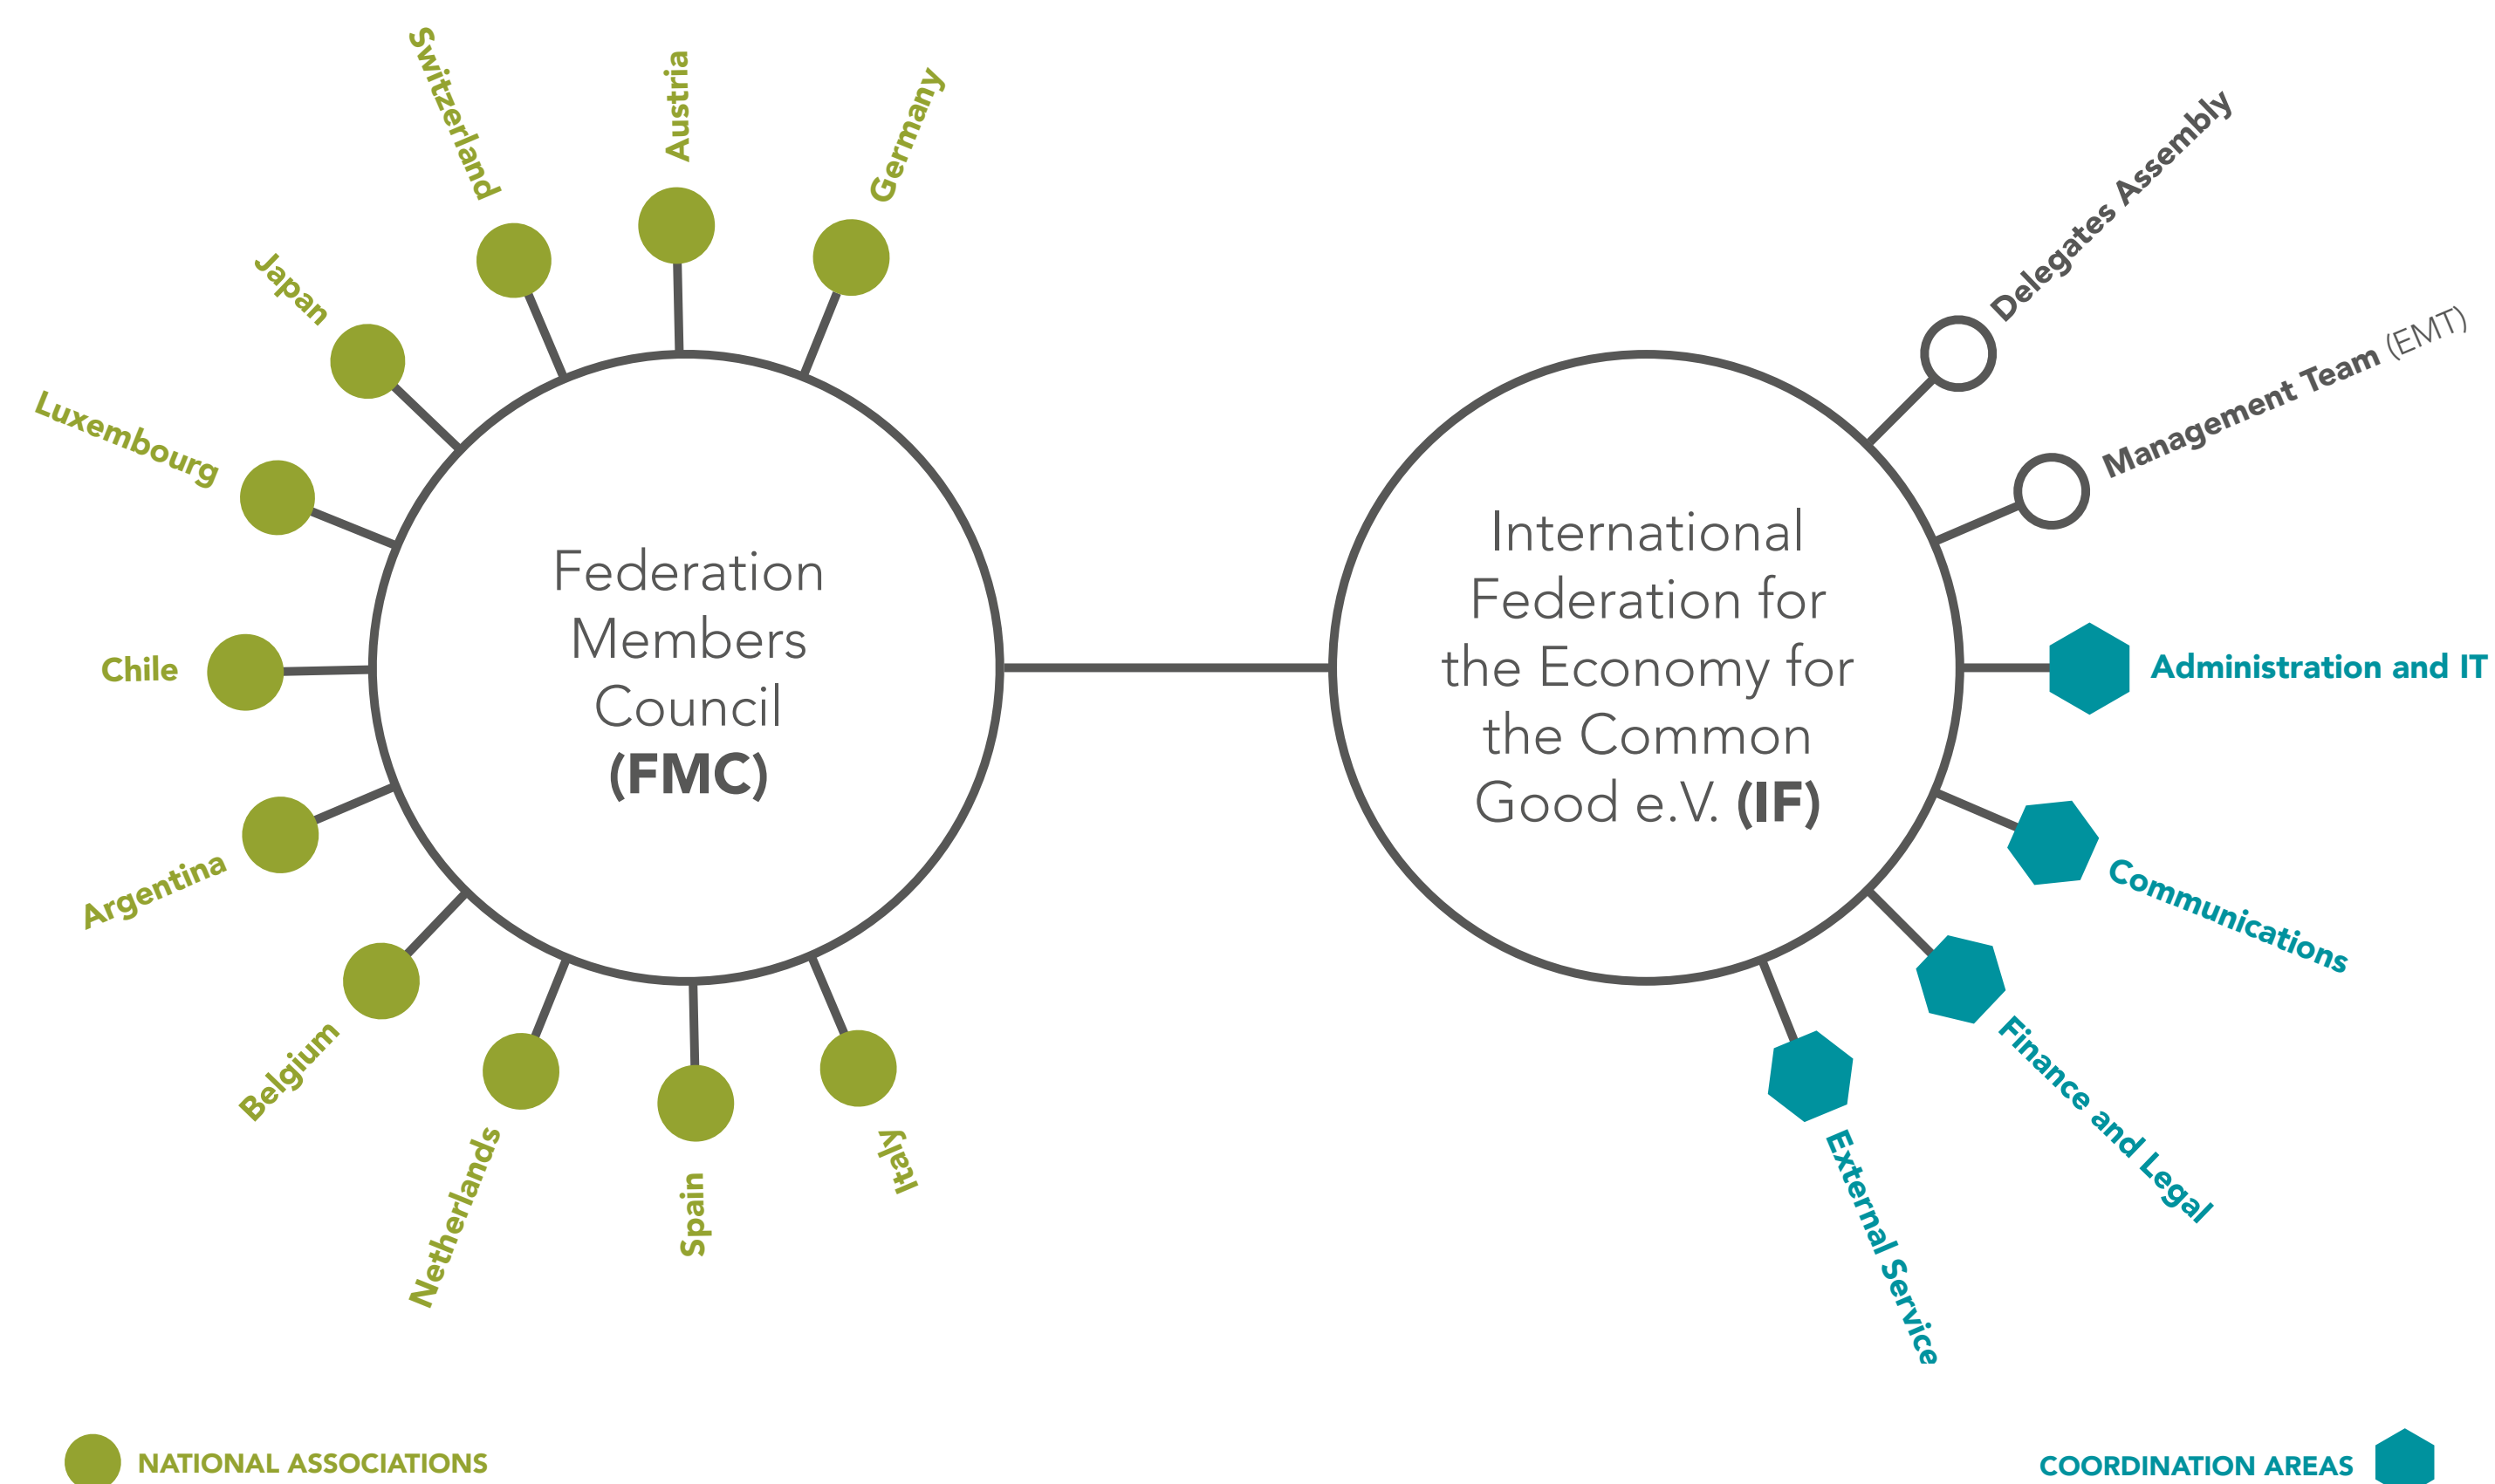 Switzerland
Austria
Germany
Japan
Luxembourg
Chile
Argentina
Belgium
Netherlands
Spain
Italy
Federation
Members
Council
(FMC)
International
Federation for
the Economy for
the Common
Good e.V. (IF)
Delegates Assembly
Management Team (EMT)
Administration and IT
Communications
Finance and Legal
External Service
NATIONAL ASSOCIATIONS
COORDINATION AREAS